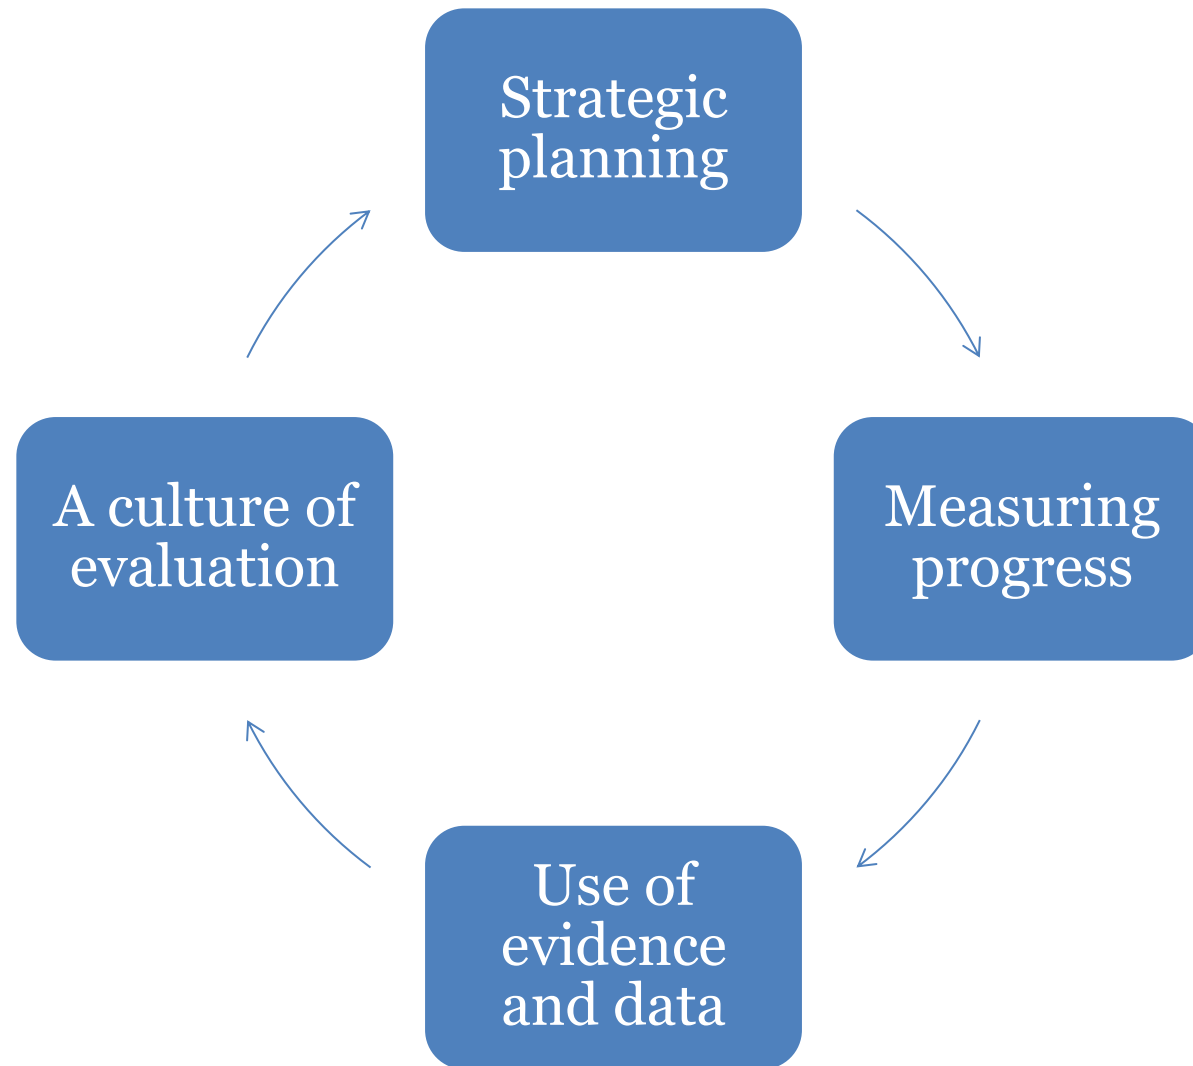 Strategic
planning
Measuring
progress
Use of
evidence
and data
A culture of
evaluation